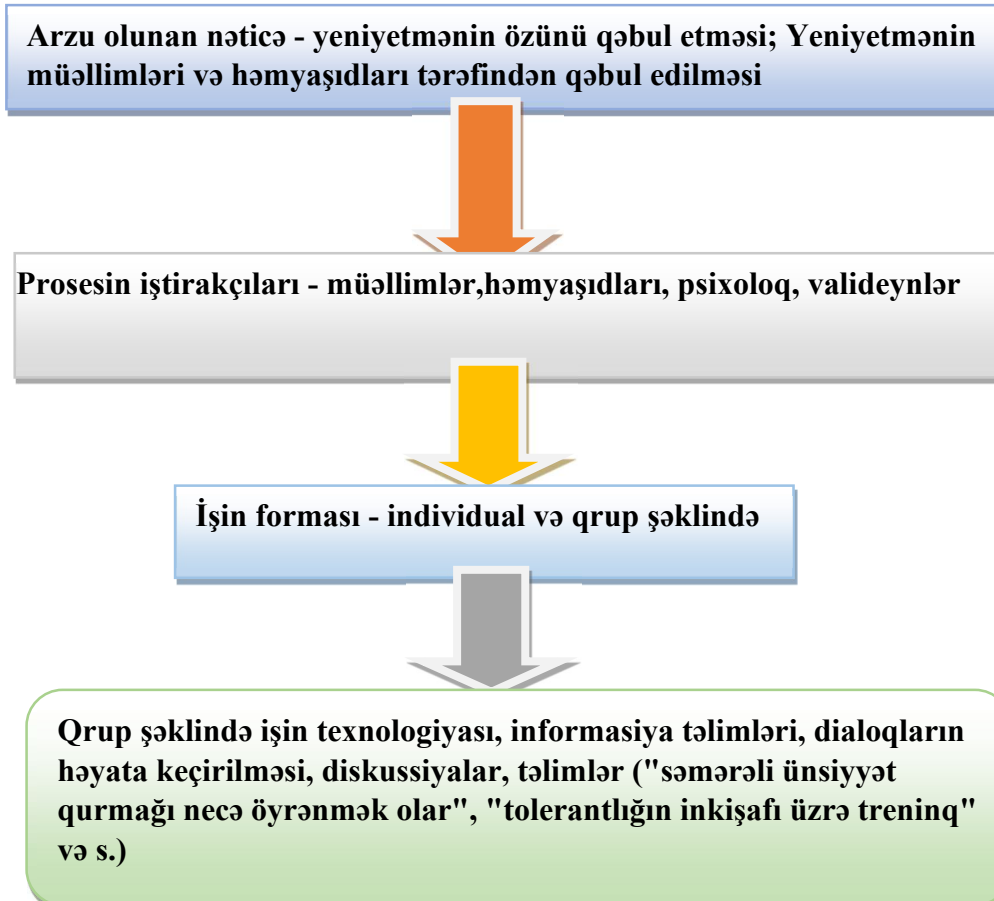 Arzu olunan nəticə - yeniyetmənin özünü qəbul etməsi; Yeniyetmənin
müəllimləri və həmyaşıdları tərəfindən qəbul edilməsi
Prosesin iştirakçıları - müəllimlər,həmyaşıdları, psixoloq, valideynlər
İşin forması - individual və qrup şəklində
Qrup şəklində işin texnologiyası, informasiya təlimləri, dialoqların
həyata keçirilməsi, diskussiyalar, təlimlər ("səmərəli ünsiyyət
qurmağı necə öyrənmək olar", "tolerantlığın inkişafı üzrə treninq"
və s.)